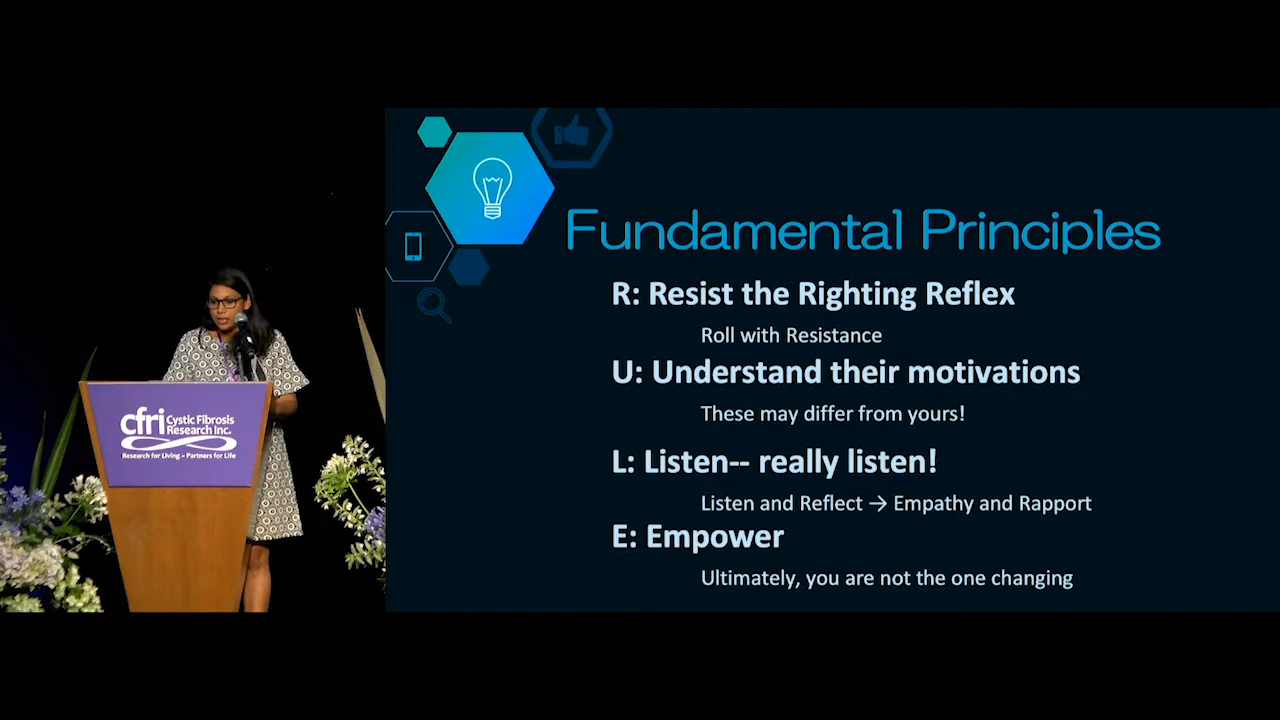 Fundamental Principles
R: Resist the Righting Reflex
Roll with Resistance
U: Understand their motivations
These may differ from yours!
L: Listen-- really listen!
Listen and Reflect → Empathy and Rapport
E: Empower
Ultimately, you are not the one changing
cfri Cystic Fibrosis
Research Inc.
Research for Living – Partners for Life